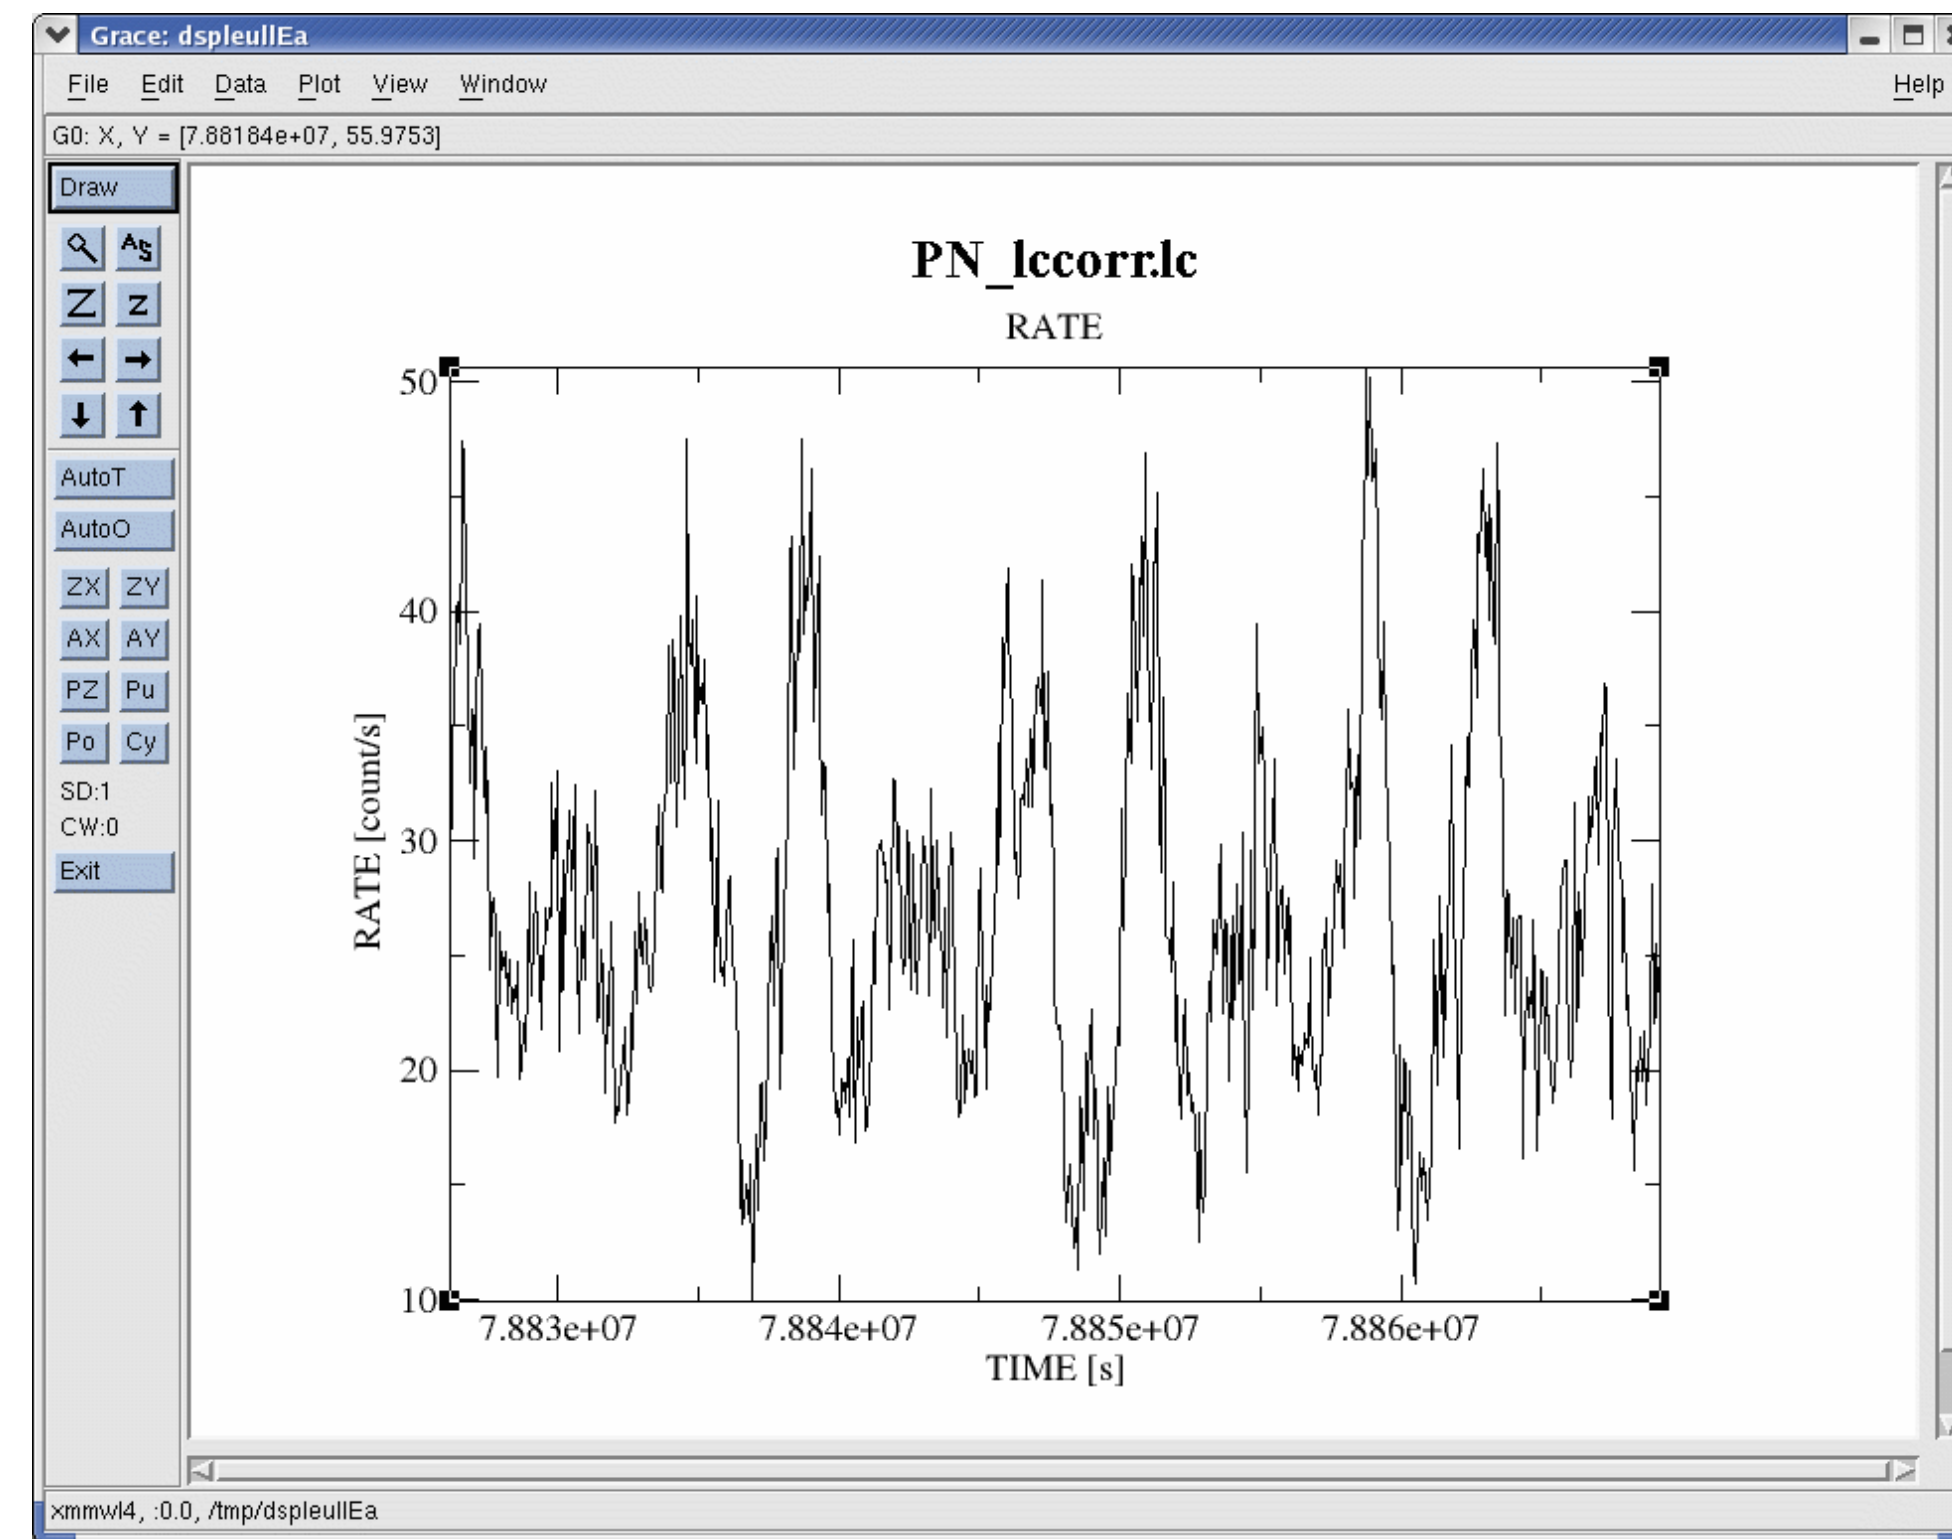 Grace: dspleullEa
File Edit Data Plot View Window Help
G0: X, Y = [7.88184e+07, 55.9753]
Draw
AS
Z z
AutoT
AutoO
ZX ZY
AX AY
PZ Pu
Po Cy
SD:1
CW:0
Exit
PN_lccorr.lc
RATE
50
40
30
20
10
RATE [count/s]
7.883e+07 7.884e+07 7.885e+07 7.886e+07
TIME [s]
xmmwl4, :0.0, /tmp/dspleullEa